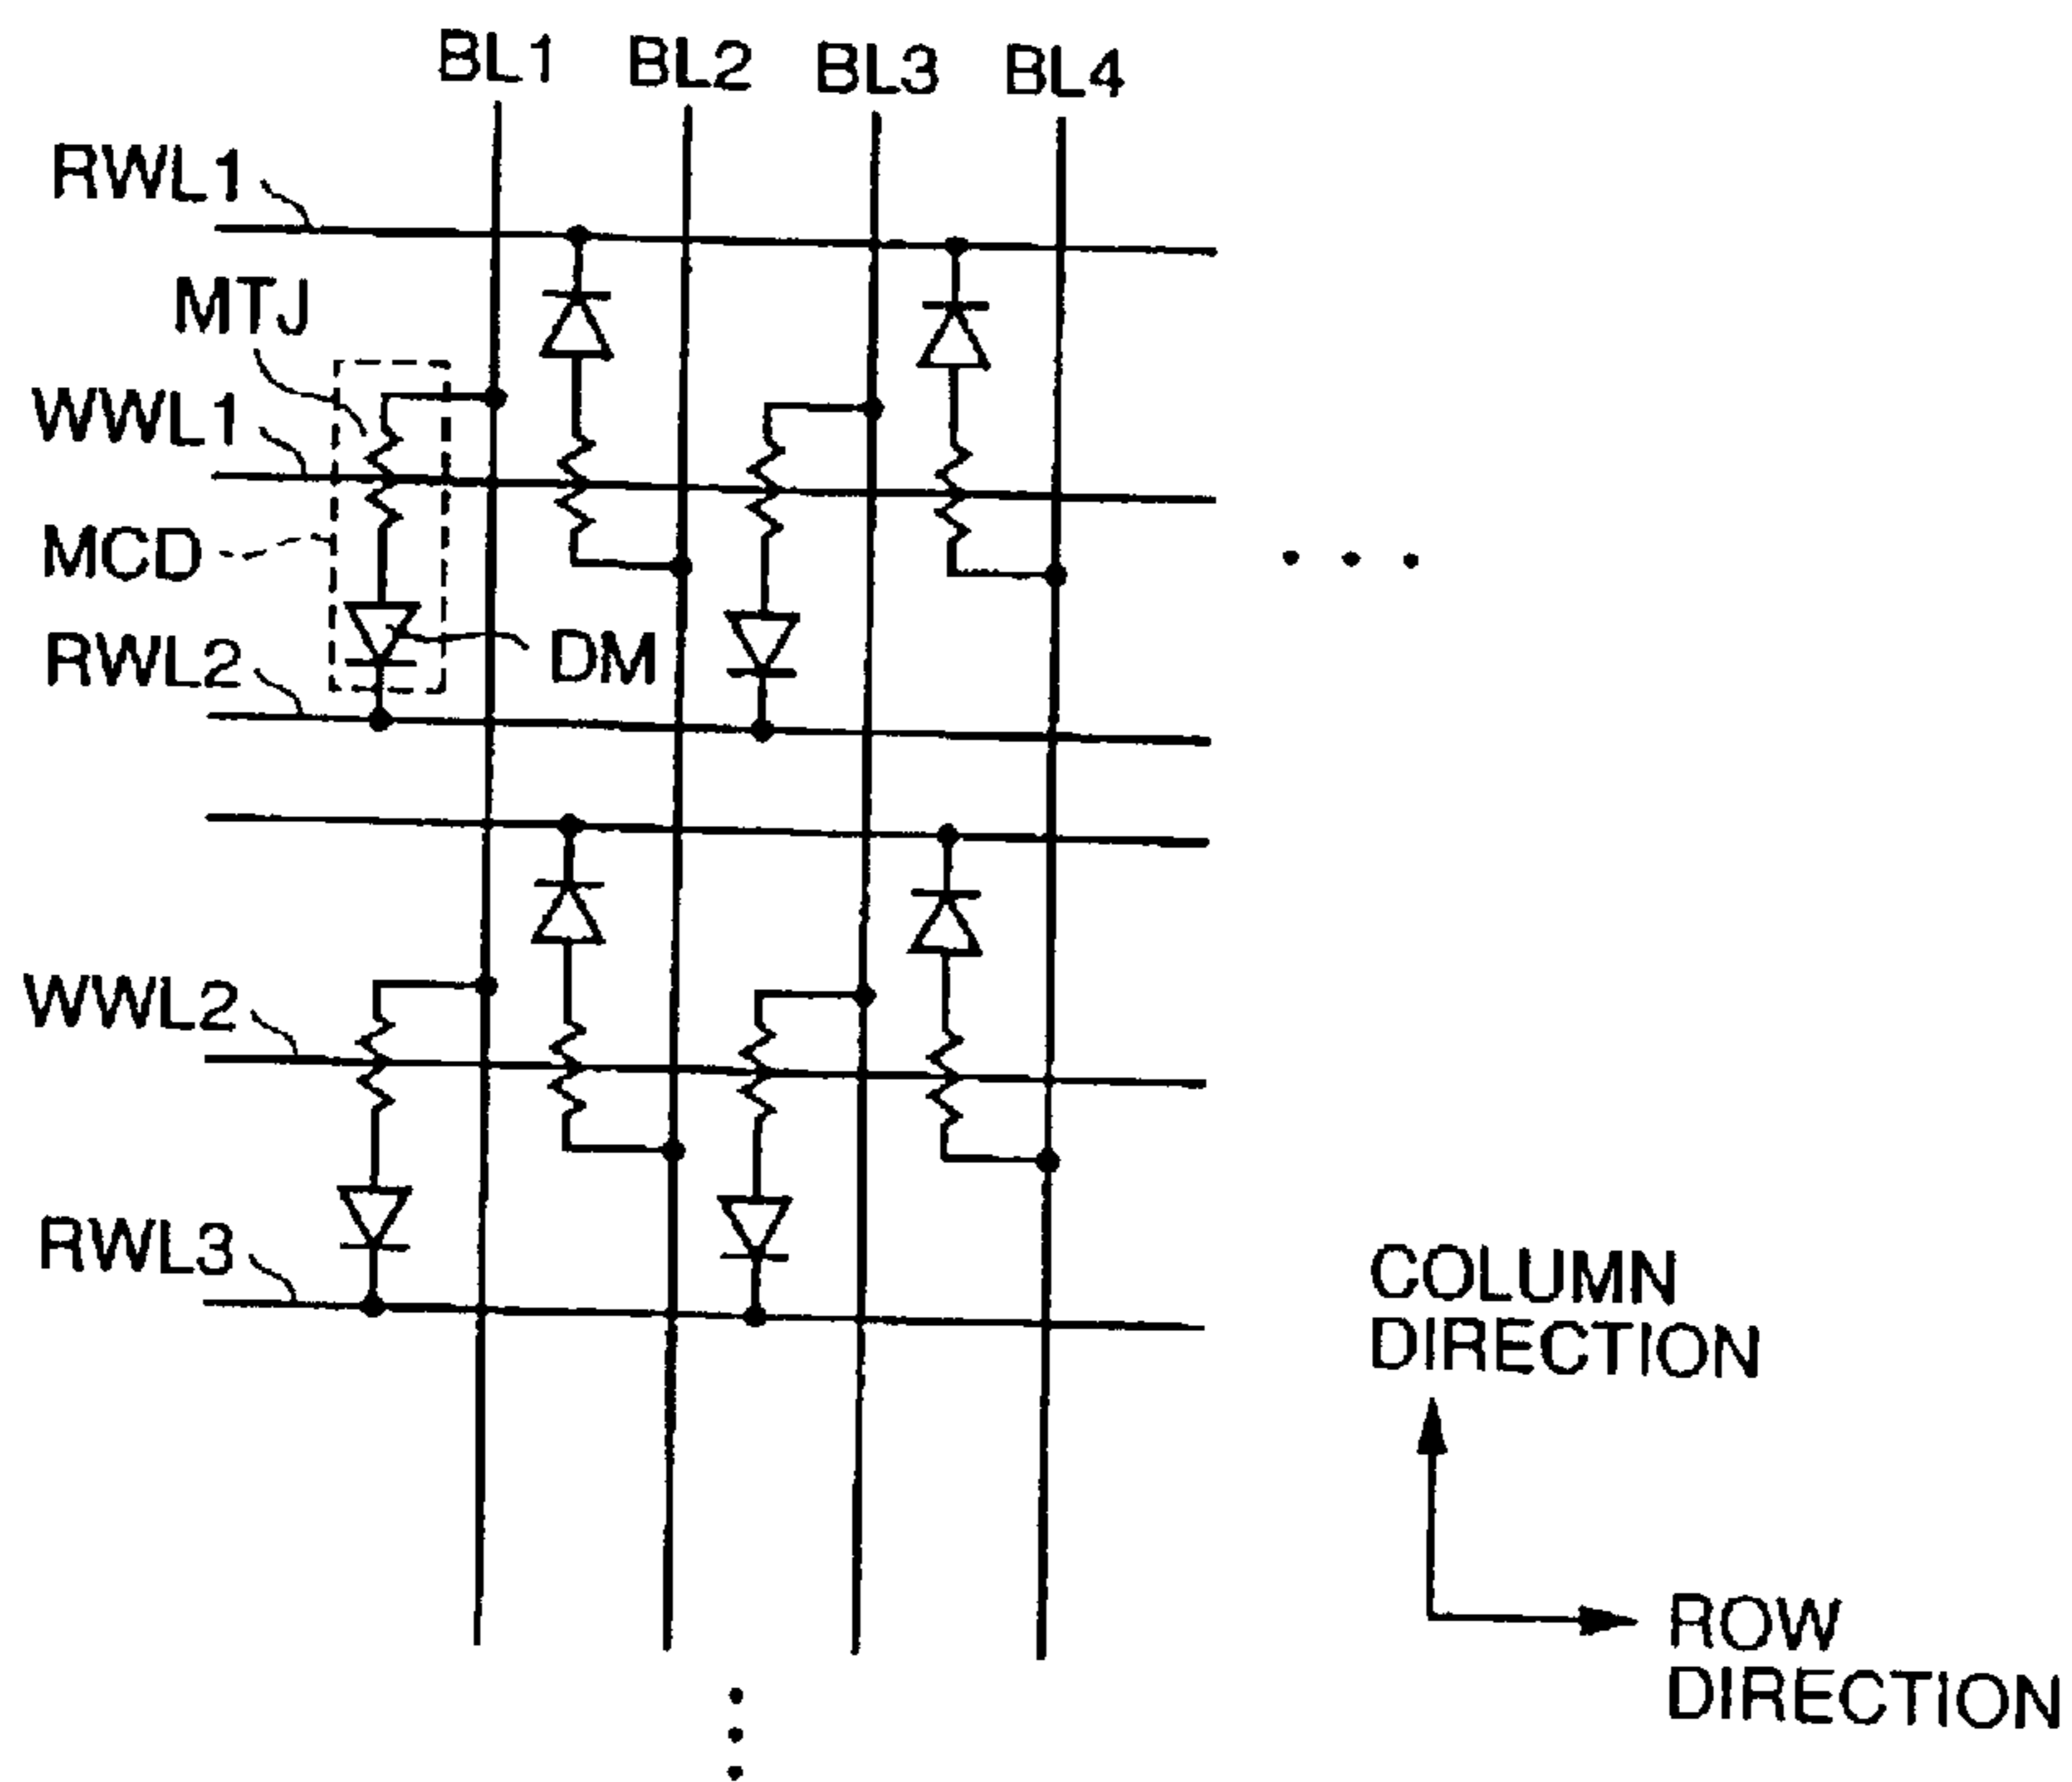 BL1
BL2
BL3
BL4
RWL1
MTJ
WWL1
MCD
DM
RWL2
WWL2
RWL3
COLUMN
DIRECTION
ROW
DIRECTION